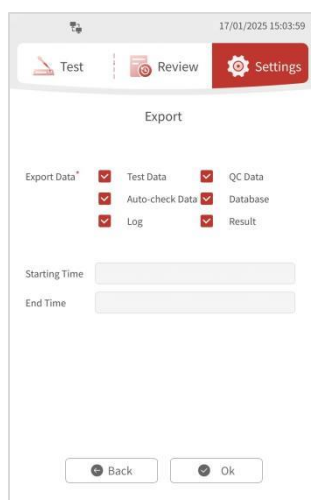 17/01/2025 15:03:59
Test Review Settings
Export
Export Data* Test Data QC Data
Auto-check Data Database
Log Result
Starting Time
End Time
Back Ok